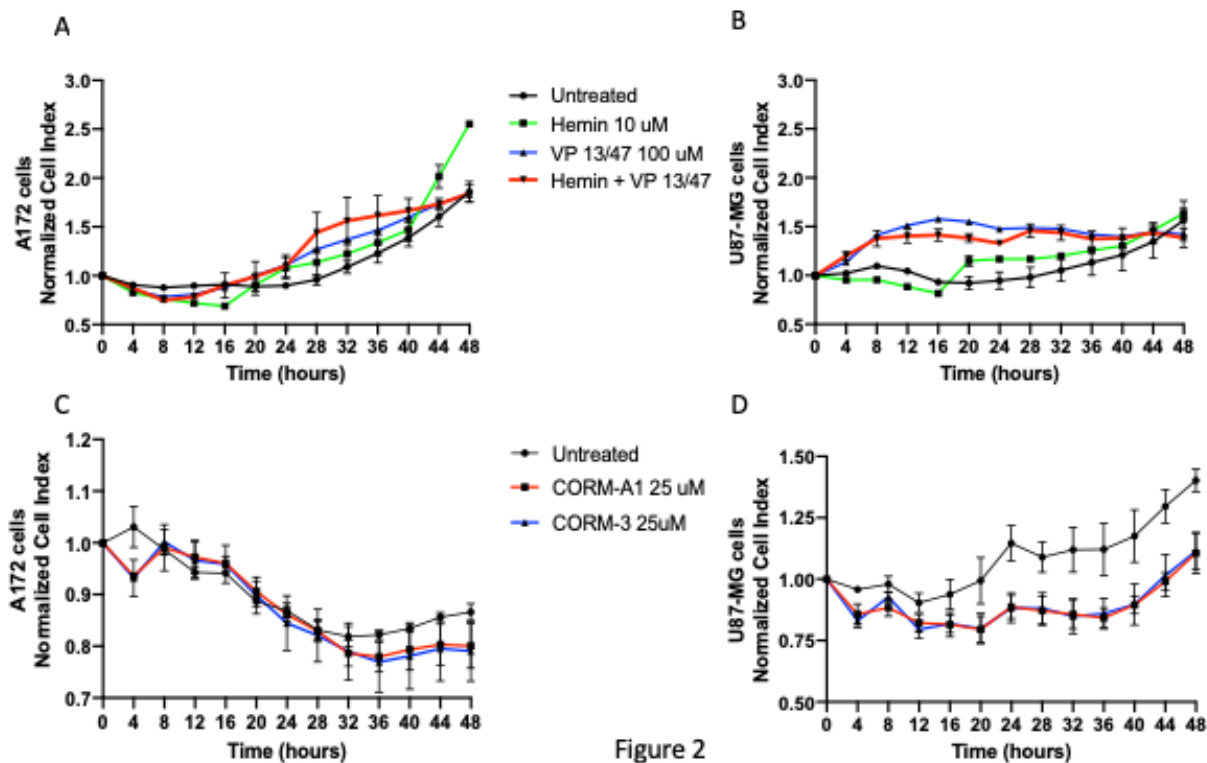 A
A172 cells
Normalized Cell Index
3.0
2.5
2.0
1.5
1.0
0.5
0 4 8 12 16 20 24 28 32 36 40 44 48
Time (hours)
Untreated
Hemin 10 uM
VP 13/47 100 uM
Hemin + VP 13/47
B
U87-MG cells
Normalized Cell Index
3.0
2.5
2.0
1.5
1.0
0.5
0 4 8 12 16 20 24 28 32 36 40 44 48
Time (hours)
C
A172 cells
Normalized Cell Index
1.2
1.1
1.0
0.9
0.8
0.7
0 4 8 12 16 20 24 28 32 36 40 44 48
Time (hours)
Untreated
CORM-A1 25 uM
CORM-3 25uM
D
U87-MG cells
Normalized Cell Index
1.50
1.25
1.00
0.75
0.50
0 4 8 12 16 20 24 28 32 36 40 44 48
Time (hours)
Figure 2